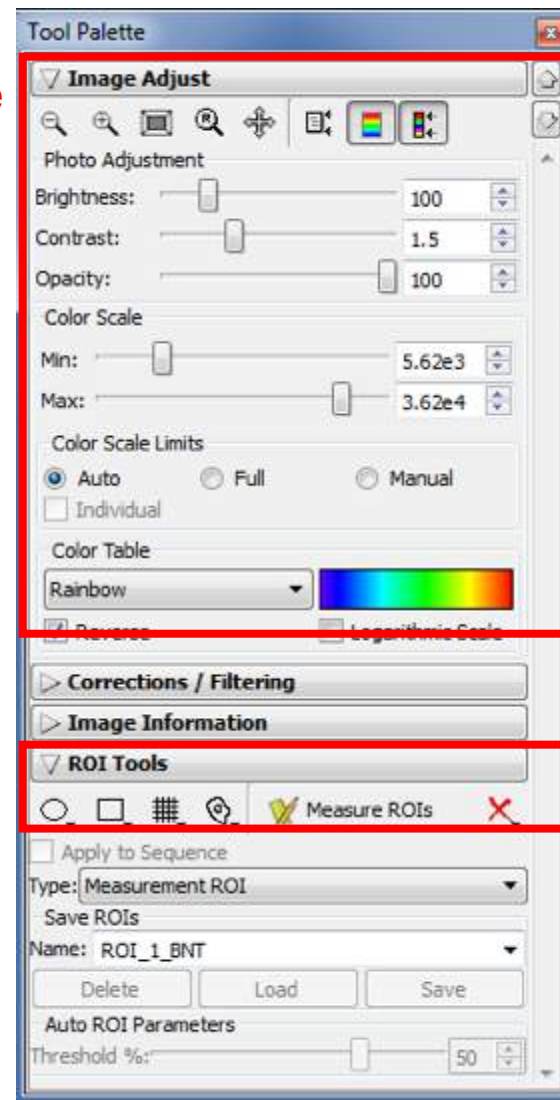 Tool Palette
Image Adjust
e
Photo Adjustment
Brightness: 100
Contrast: 1.5
Opacity: 100
Color Scale
Min: 5.62e3
Max: 3.62e4
Color Scale Limits
Auto Full Manual
Individual
Color Table
Rainbow
Reverse Logarithmic Scale
Corrections / Filtering
Image Information
ROI Tools
Measure ROIs
Apply to Sequence
Type: Measurement ROI
Save ROIs
Name: ROI_1_BNT
Delete Load Save
Auto ROI Parameters
Threshold %: 50